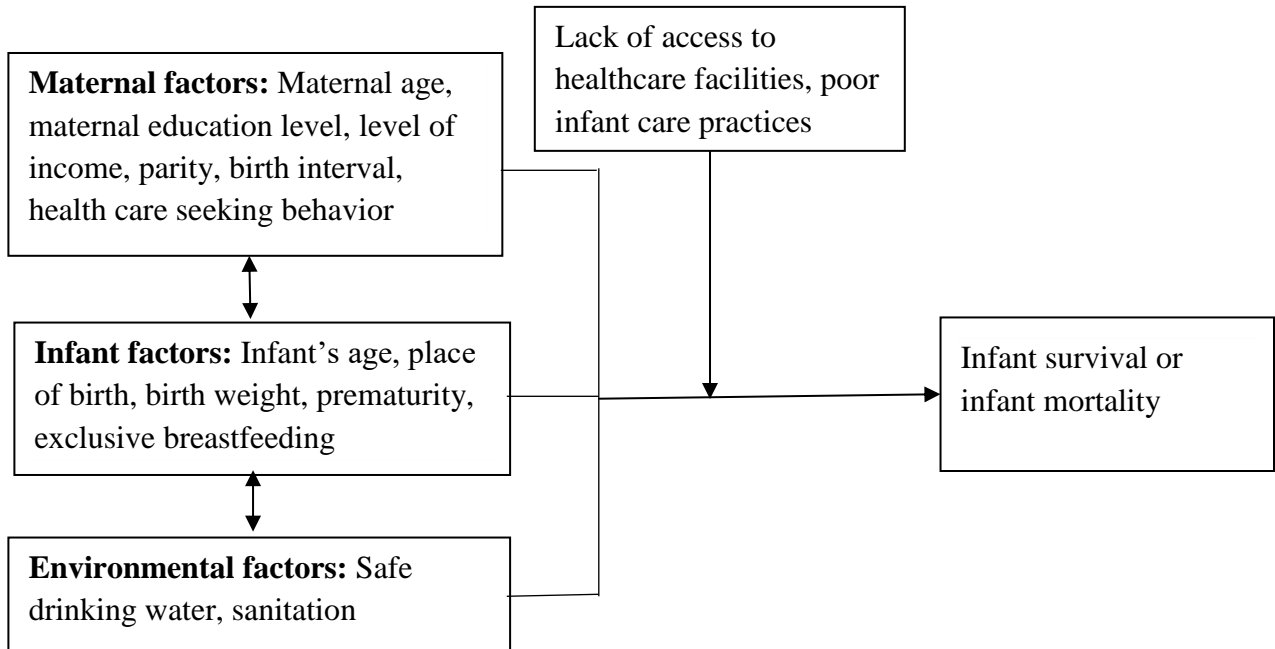 Maternal factors: Maternal age,
maternal education level, level of
income, parity, birth interval,
health care seeking behavior
Lack of access to
healthcare facilities, poor
infant care practices
Infant factors: Infant’s age, place
of birth, birth weight, prematurity,
exclusive breastfeeding
Infant survival or
infant mortality
Environmental factors: Safe
drinking water, sanitation